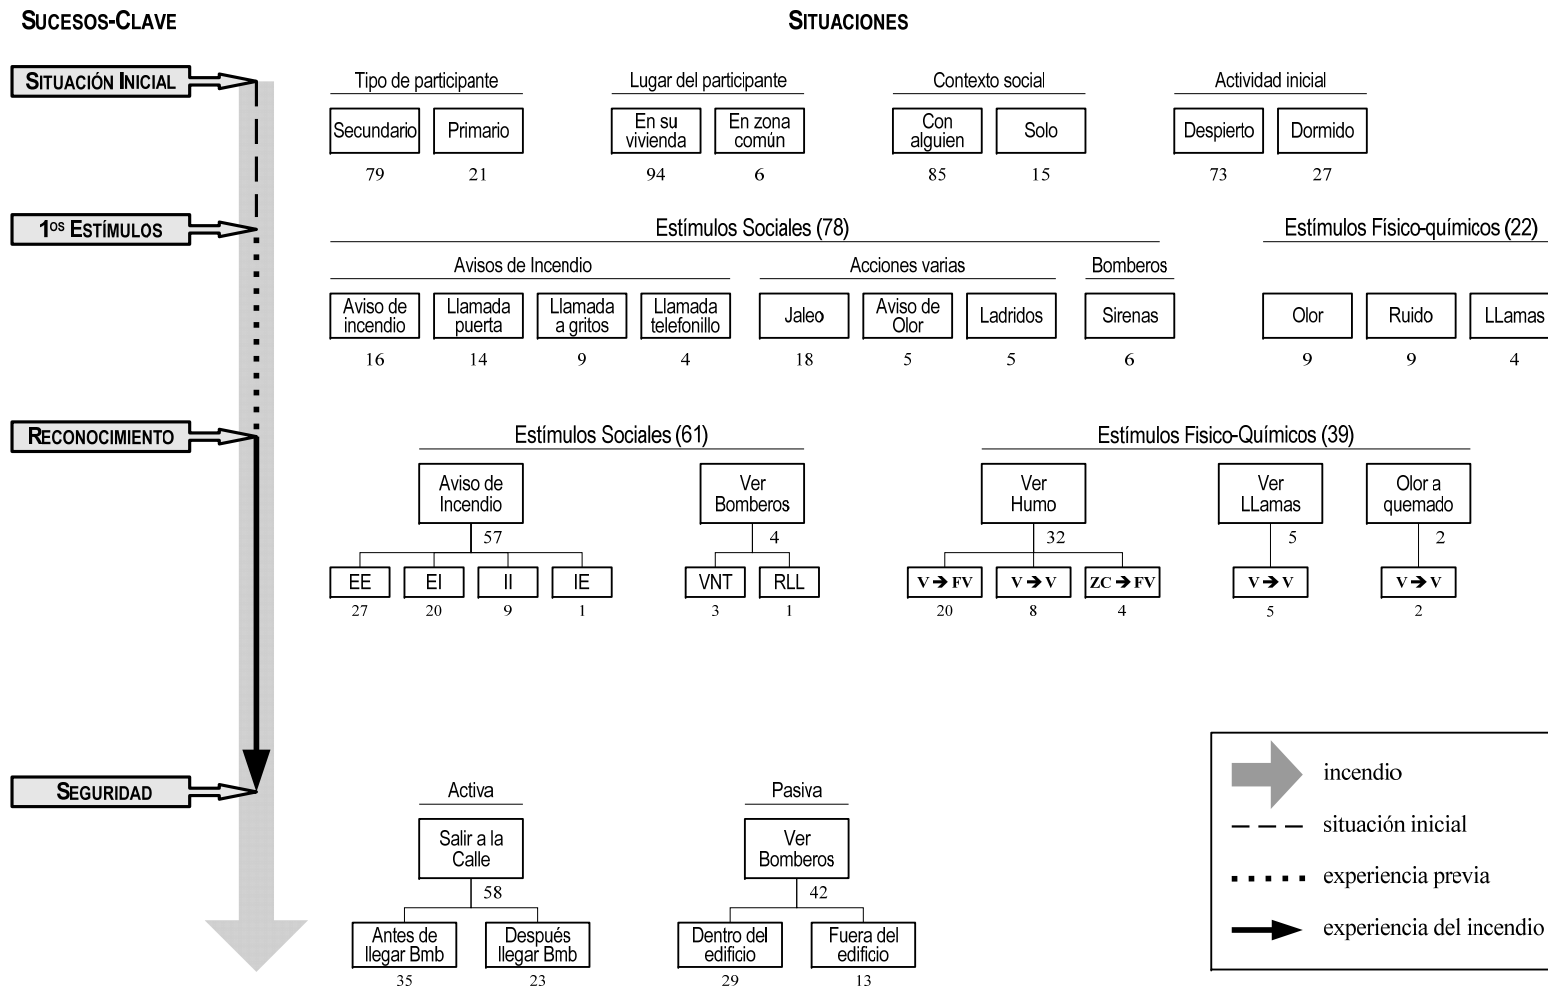 SUCESOS-CLAVE
SITUACIONES
SITUACIÓN INICIAL
Tipo de participante
Lugar del participante
Contexto social
Actividad inicial
Secundario
Primario
En su
vivienda
En zona
común
Con
alguien
Solo
Despierto
Dormido
79
21
94
6
85
15
73
27
1OS ESTÍMULOS
Estímulos Sociales (78)
Estímulos Físico-químicos (22)
Avisos de Incendio
Acciones varias
Bomberos
Aviso de
incendio
Llamada
puerta
Llamada
a gritos
Llamada
telefonillo
Jaleo
Aviso de
Olor
Ladridos
Sirenas
Olor
Ruido
LLamas
16
14
9
4
18
5
5
6
9
9
4
RECONOCIMIENTO
Estímulos Sociales (61)
Estímulos Fisico-Químicos (39)
Aviso de
Incendio
Ver
Bomberos
Ver
Humo
Ver
LLamas
Olor a
quemado
57
4
32
5
2
EE
EI
II
IE
VNT
RLL
V ➔ FV
V ➔ V
ZC ➔ FV
V ➔ V
V ➔ V
27
20
9
1
3
1
20
8
4
5
2
SEGURIDAD
Activa
Pasiva
Salir a la
Calle
Ver
Bomberos
58
42
Antes de
llegar Bmb
Después
llegar Bmb
Dentro del
edificio
Fuera del
edificio
35
23
29
13
incendio
situación inicial
experiencia previa
experiencia del incendio